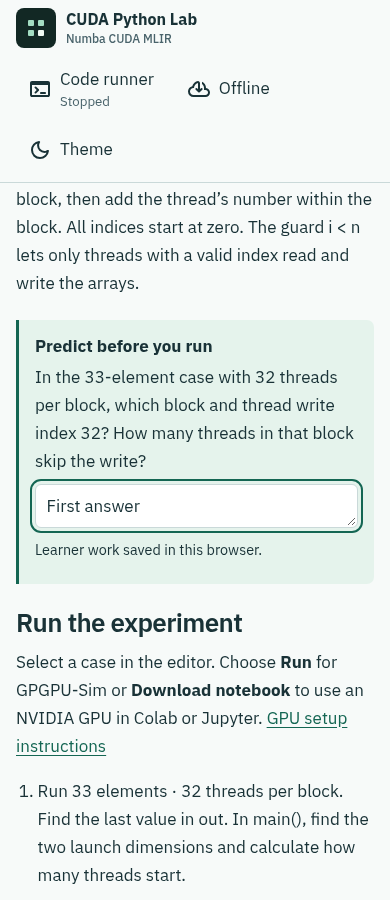 CUDA Python Lab
Numba CUDA MLIR
Code runner
Stopped
Offline
Theme
block, then add the thread’s number within the
block. All indices start at zero. The guard i < n
lets only threads with a valid index read and
write the arrays.
Predict before you run
In the 33-element case with 32 threads
per block, which block and thread write
index 32? How many threads in that block
skip the write?
First answer
Learner work saved in this browser.
Run the experiment
Select a case in the editor. Choose Run for
GPGPU-Sim or Download notebook to use an
NVIDIA GPU in Colab or Jupyter. GPU setup
instructions
1. Run 33 elements · 32 threads per block.
Find the last value in out. In main(), find the
two launch dimensions and calculate how
many threads start.